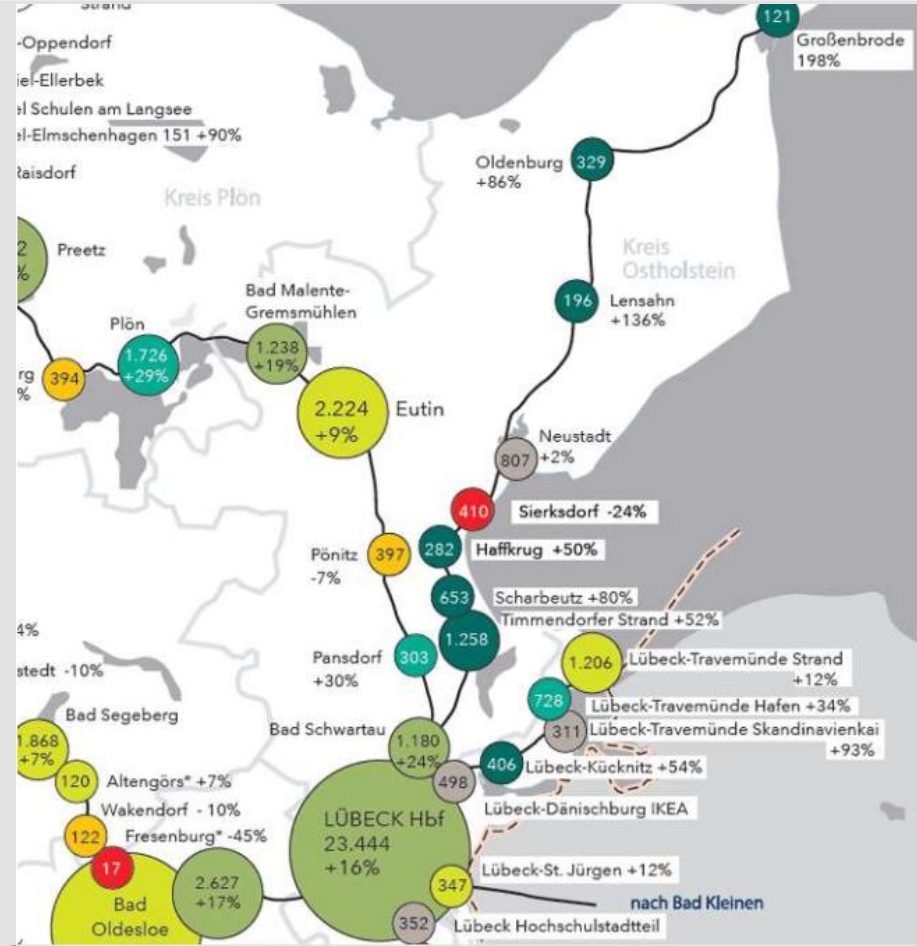 121
Großenbrode
198%
-Oppendorf
iel-Ellerbek
el Schulen am Langsee
el-Elmschenhagen 151 +90%
Raisdorf
Oldenburg
+86%
329
Kreis Plön
Preetz
2
%
Kreis
Ostholstein
Bad Malente-
Gremsmühlen
1.238
+19%
196
Lensahn
+136%
Plön
1.726
+29%
rg
%
394
2.224
+9%
Eutin
Neustadt
+2%
807
410
Sierksdorf -24%
Pönitz
-7%
397
282
Haffkrug +50%
653
Scharbeutz +80%
Timmendorfer Strand +52%
1.258
4%
stedt -10%
Pansdorf
+30%
303
1.206
Lübeck-Travemünde Strand
+12%
728
Lübeck-Travemünde Hafen +34%
Bad Segeberg
1.868
+7%
Bad Schwartau
1.180
+24%
311
Lübeck-Travemünde Skandinavienkai
+93%
406
Lübeck-Kücknitz +54%
120
Altengörs* +7%
498
Lübeck-Dänischburg IKEA
Wakendorf - 10%
122
Fresenburg* -45%
LÜBECK Hbf
23.444
+16%
17
2.627
+17%
Lübeck-St. Jürgen +12%
347
Bad
Oldesloe
nach Bad Kleinen
352
Lübeck Hochschulstadtteil